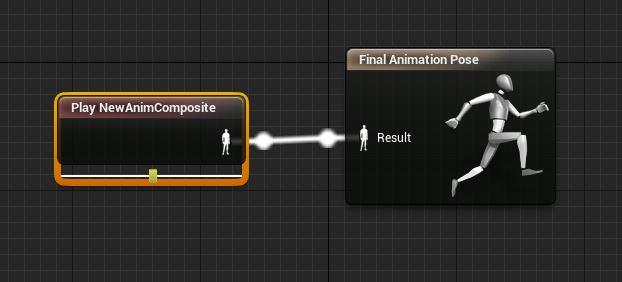 Play NewAnimComposite
Final Animation Pose
Result